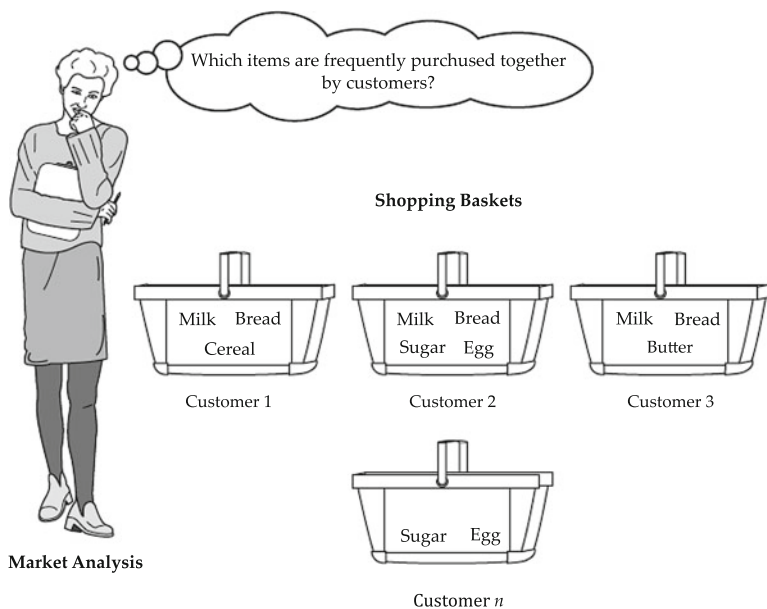 Which items are frequently purchused together
by customers?
Shopping Baskets
Milk Bread
Cereal
Customer 1
Milk Bread
Sugar Egg
Customer 2
Milk Bread
Butter
Customer 3
Sugar Egg
Customer n
Market Analysis